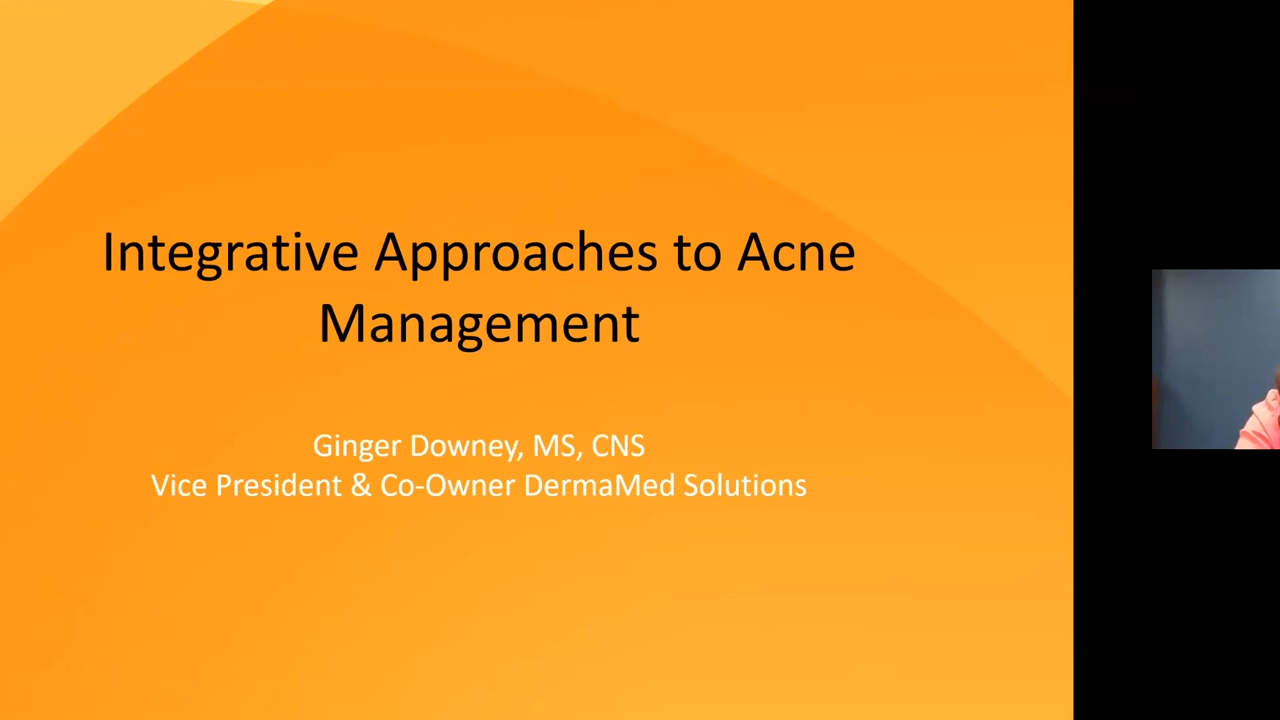 Integrative Approaches to Acne
Management
Ginger Downey, MS, CNS
Vice President & Co-Owner DermaMed Solutions